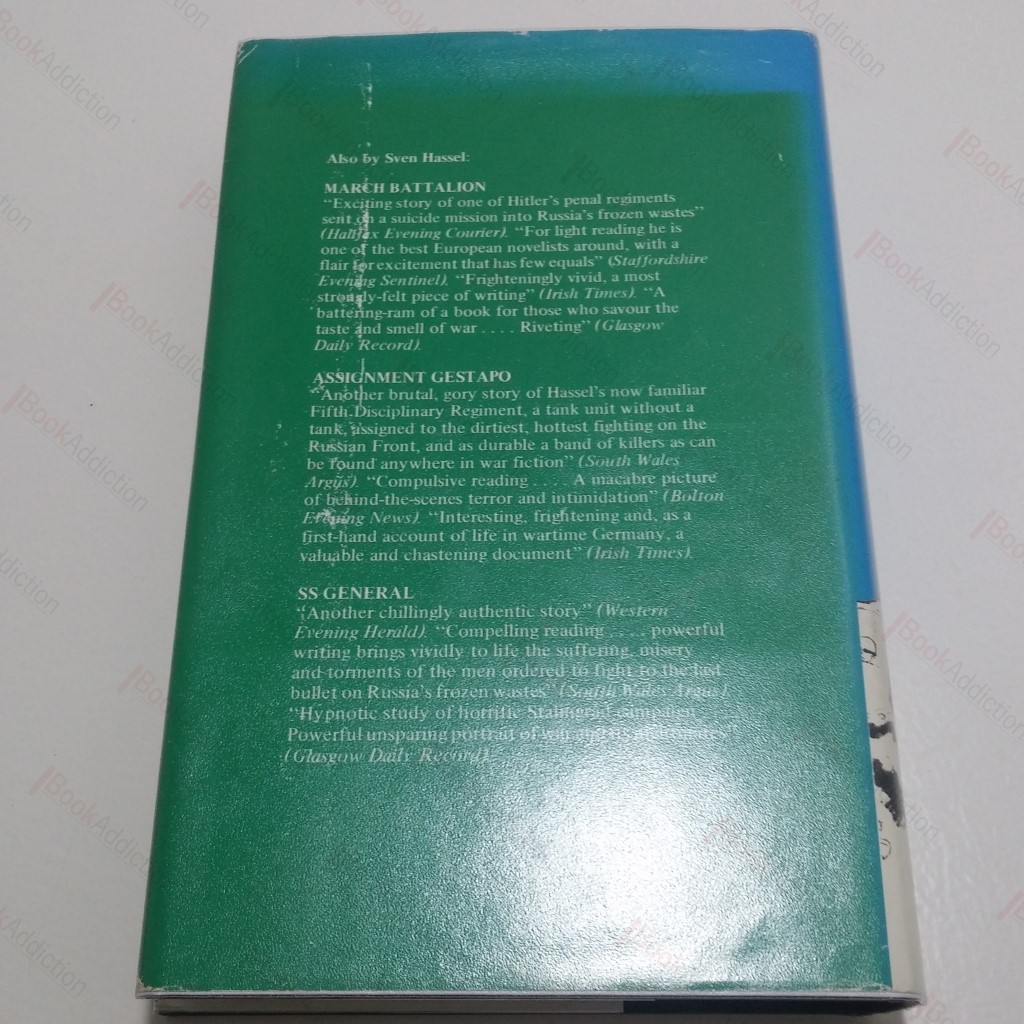 Also by Sven Hassel:
MARCH BATTALION
“Exciting story of one of Hitler’s penal regiments
sent on a suicide mission into Russia’s frozen wastes”
(Halifax Evening Courier). “For light reading he is
one of the best European novelists around, with a
flair for excitement that has few equals” (Staffordshire
Evening Sentinel). “Frighteningly vivid, a most
strongly-felt piece of writing” (Irish Times). “A
battering-ram of a book for those who savour the
taste and smell of war . . . . Riveting” (Glasgow
Daily Record).
ASSIGNMENT GESTAPO
“Another brutal, gory story of Hassel’s now familiar
Fifth Disciplinary Regiment, a tank unit without a
tank, assigned to the dirtiest, hottest fighting on the
Russian Front, and as durable a band of killers as can
be found anywhere in war fiction” (South Wales
Argus). “Compulsive reading . . . . A macabre picture
of behind-the-scenes terror and intimidation” (Bolton
Evening News). “Interesting, frightening and, as a
first-hand account of life in wartime Germany, a
valuable and chastening document” (Irish Times).
SS GENERAL
“Another chillingly authentic story” (Western
Evening Herald). “Compelling reading . . . . powerful
writing brings vividly to life the suffering, misery
and torments of the men ordered to fight to the last
bullet on Russia’s frozen wastes” (South Wales Argus).
“Hypnotic study of horrific Stalingrad campaign
Powerful unsparing portrait of war
(Glasgow Daily Record).
BookAddiction